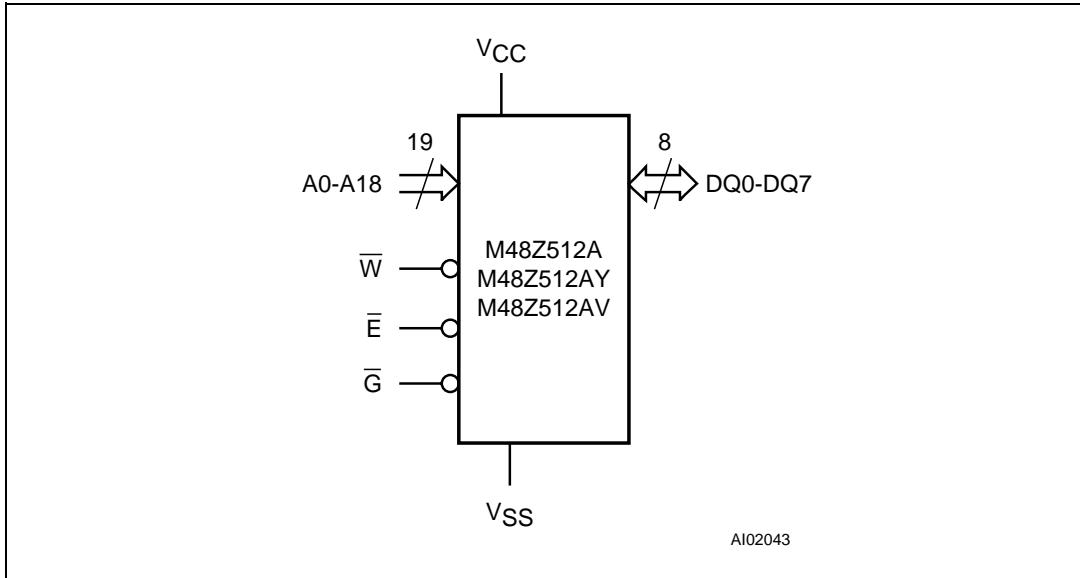 VCC
19
8
A0-A18
DQ0-DQ7
M48Z512A
W̅
M48Z512AY
M48Z512AV
E̅
G̅
VSS
AI02043